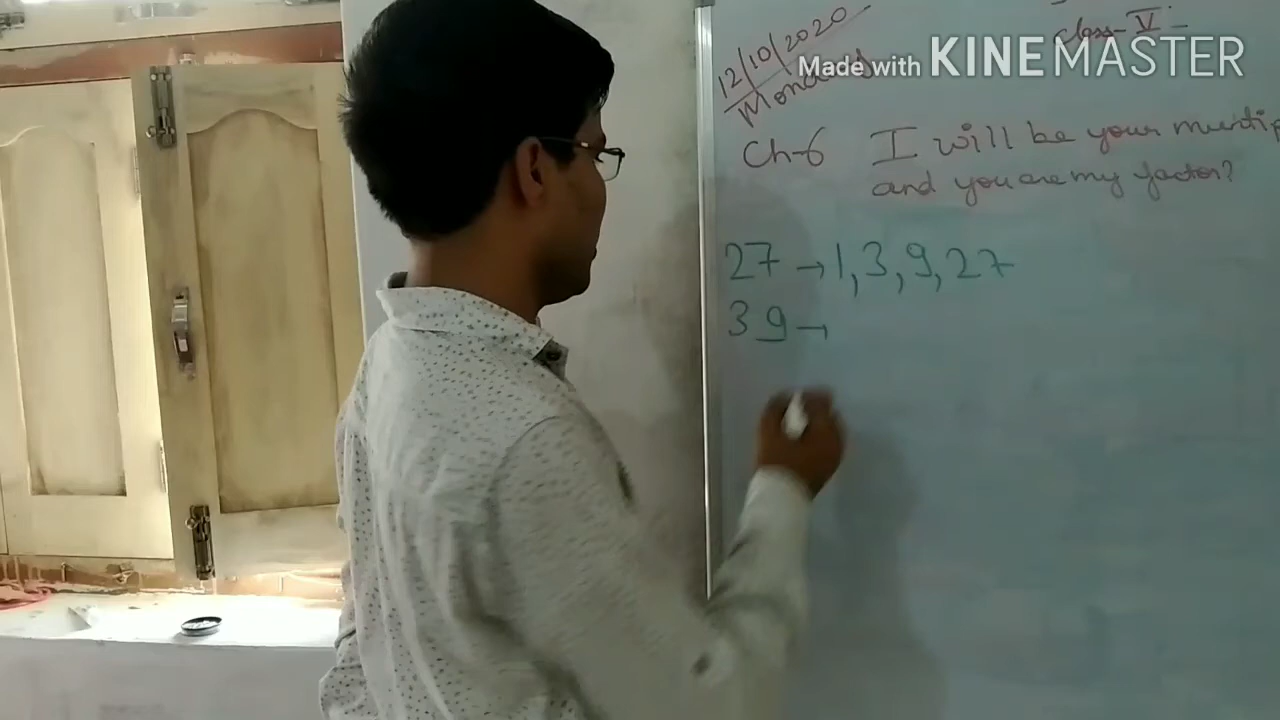 12/10/2020
Monday
Class-V
Made with KINEMASTER
Ch-6 I will be your
and you are my factor?
27 → 1, 3, 9, 27
39 →